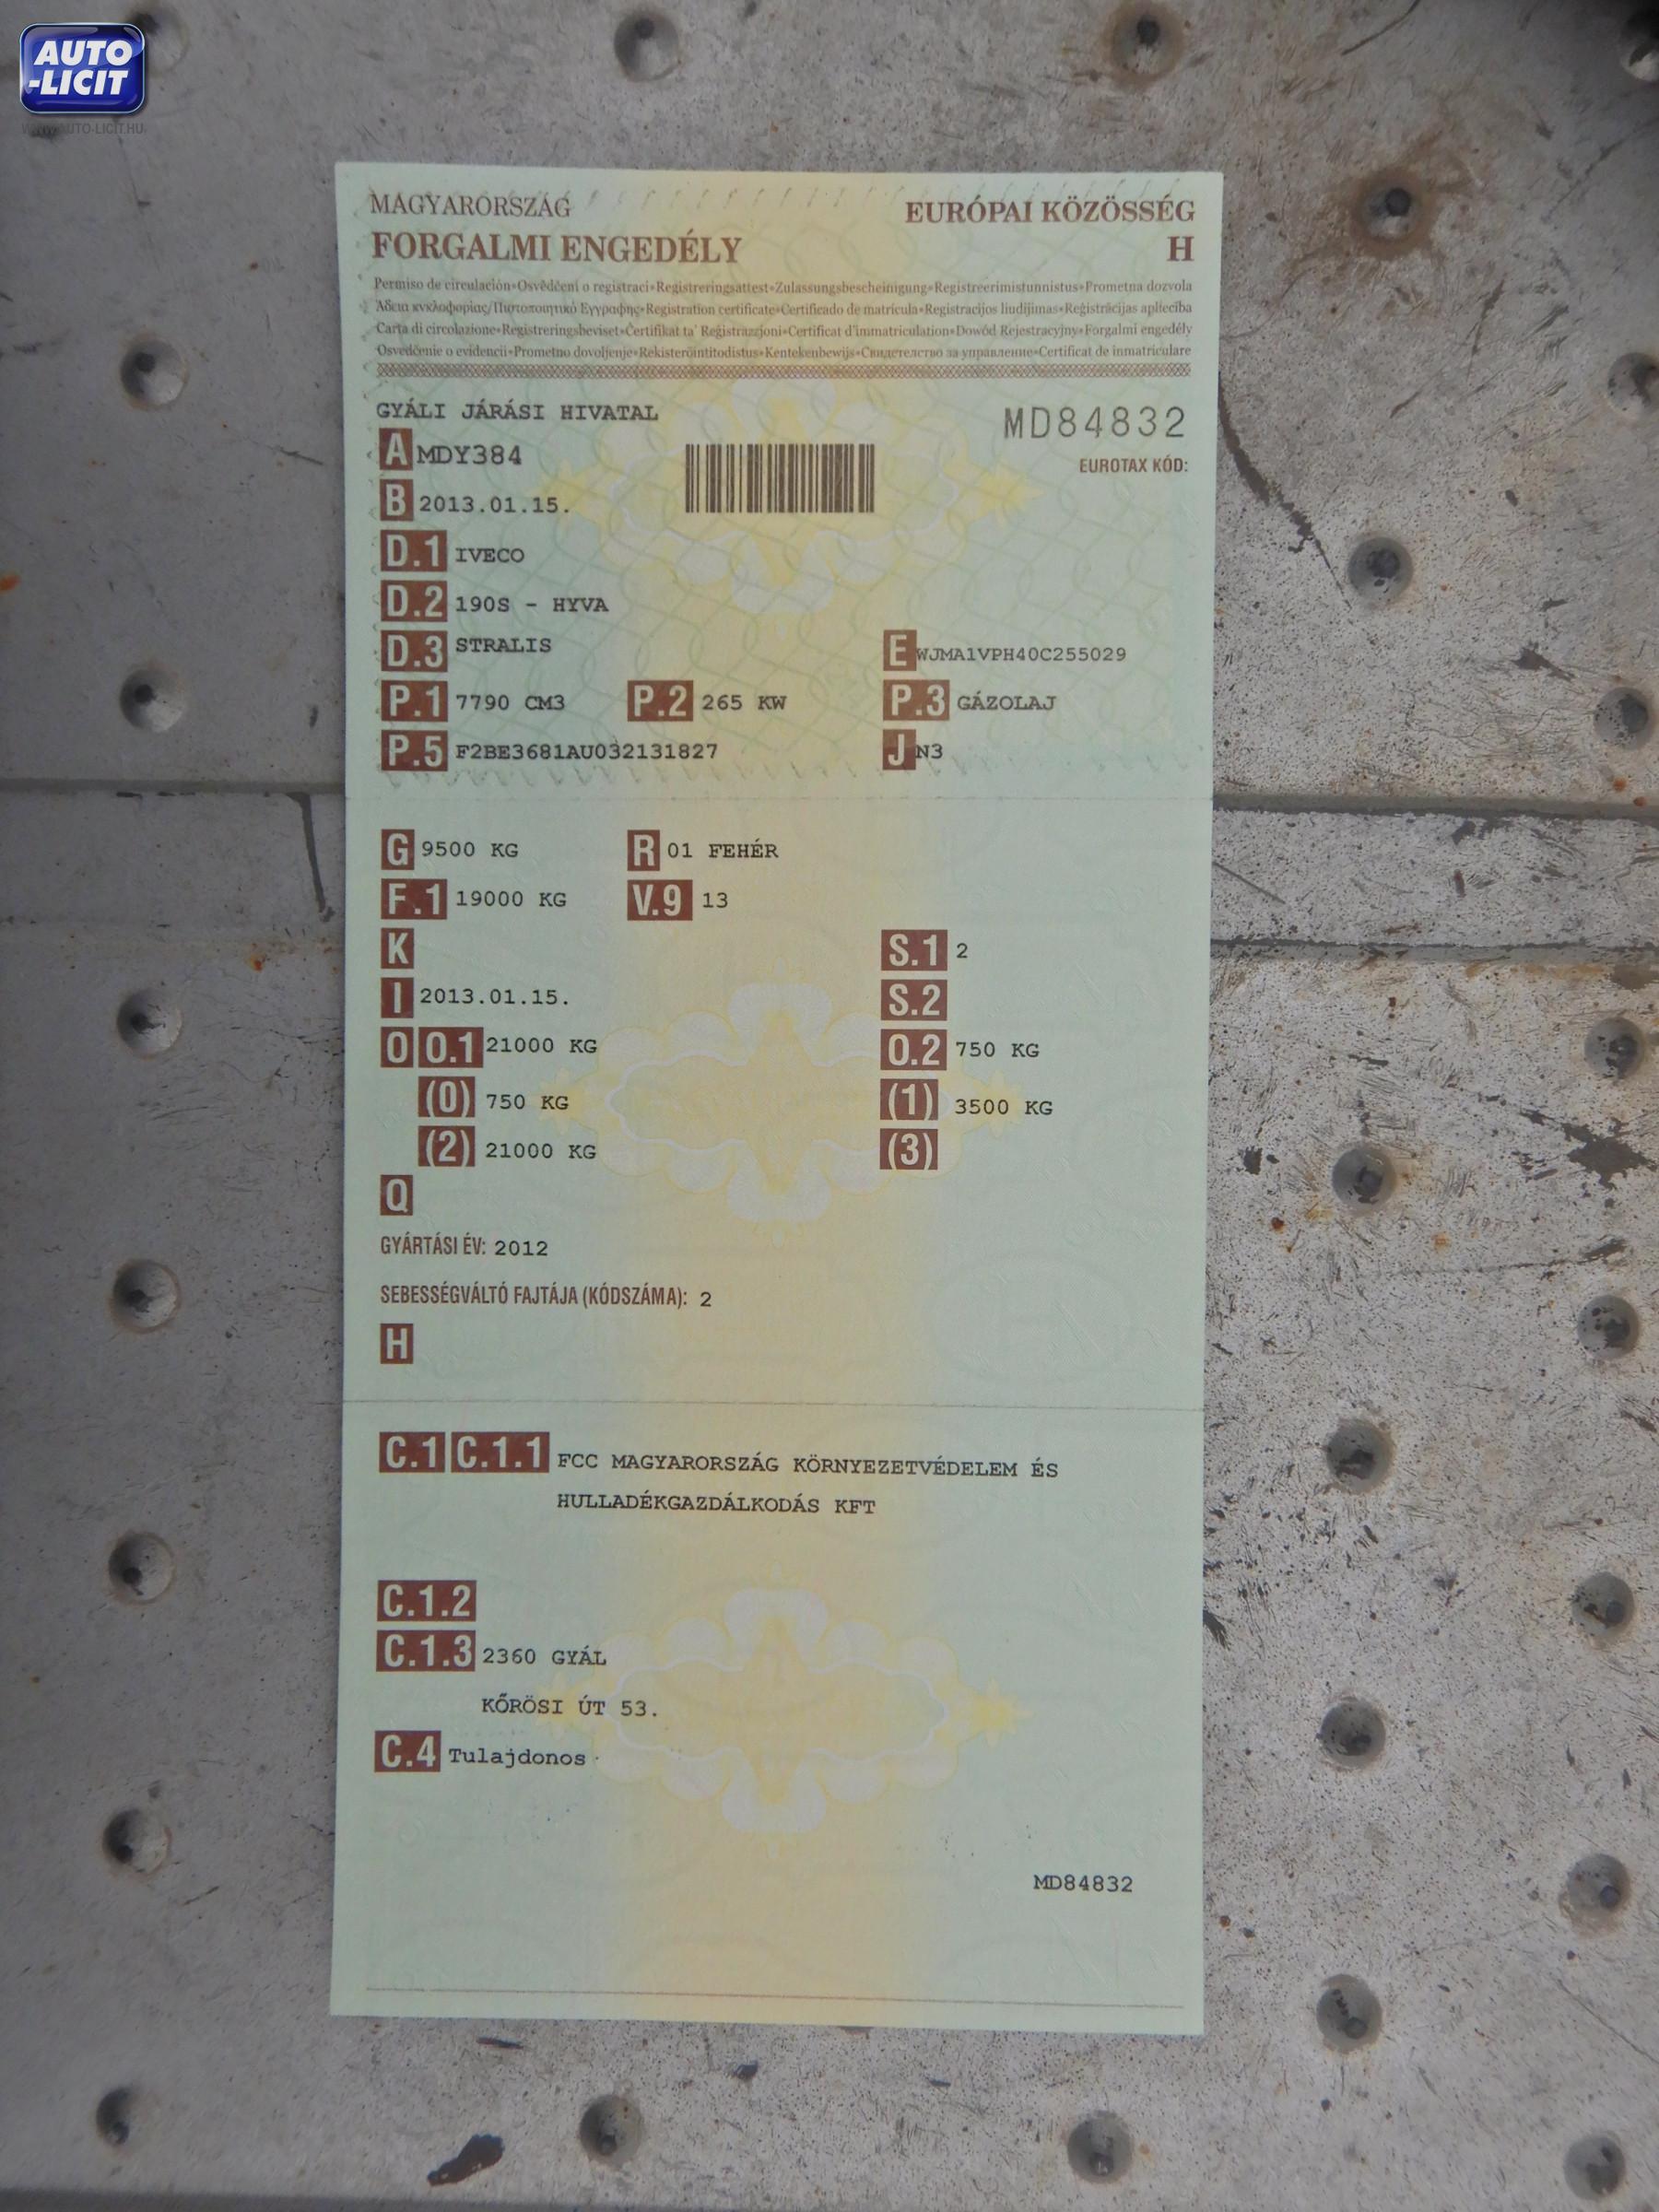 AUTO
-LICIT
WWW.AUTO-LICIT.HU
MAGYARORSZÁG EURÓPAI KÖZÖSSÉG
FORGALMI ENGEDÉLY H
Permiso de circulación•Osvědčení o registraci•Registreringsattest•Zulassungsbescheinigung•Registreerimistunnistus•Prometna dozvola
Άδεια κυκλοφορίας/Πιστοποιητικό Εγγραφής•Registration certificate•Certificado de matrícula•Registracijos liudijimas•Reģistrācijas apliecība
Carta di circolazione•Registreringsbeviset•Ċertifikat ta' Reġistrazzjoni•Certificat d'immatriculation•Dowód Rejestracyjny•Forgalmi engedély
Osvedčenie o evidencii•Prometno dovoljenje•Rekisteröintitodistus•Kentekenbewijs•Свидетелство за управление•Certificat de inmatriculare
GYÁLI JÁRÁSI HIVATAL MD84832
A MDY384 EUROTAX KÓD:
B 2013.01.15.
D.1 IVECO
D.2 190S - HYVA
D.3 STRALIS E WJMA1VPH40C255029
P.1 7790 CM3 P.2 265 KW P.3 GÁZOLAJ
P.5 F2BE3681AU032131827 J N3
G 9500 KG R 01 FEHÉR
F.1 19000 KG V.9 13
K S.1 2
I 2013.01.15. S.2
O O.1 21000 KG O.2 750 KG
(0) 750 KG (1) 3500 KG
(2) 21000 KG (3)
Q
GYÁRTÁSI ÉV: 2012
SEBESSÉGVÁLTÓ FAJTÁJA (KÓDSZÁMA): 2
H
C.1 C.1.1 FCC MAGYARORSZÁG KÖRNYEZETVÉDELEM ÉS
HULLADÉKGAZDÁLKODÁS KFT
C.1.2
C.1.3 2360 GYÁL
KŐRÖSI ÚT 53.
C.4 Tulajdonos
MD84832